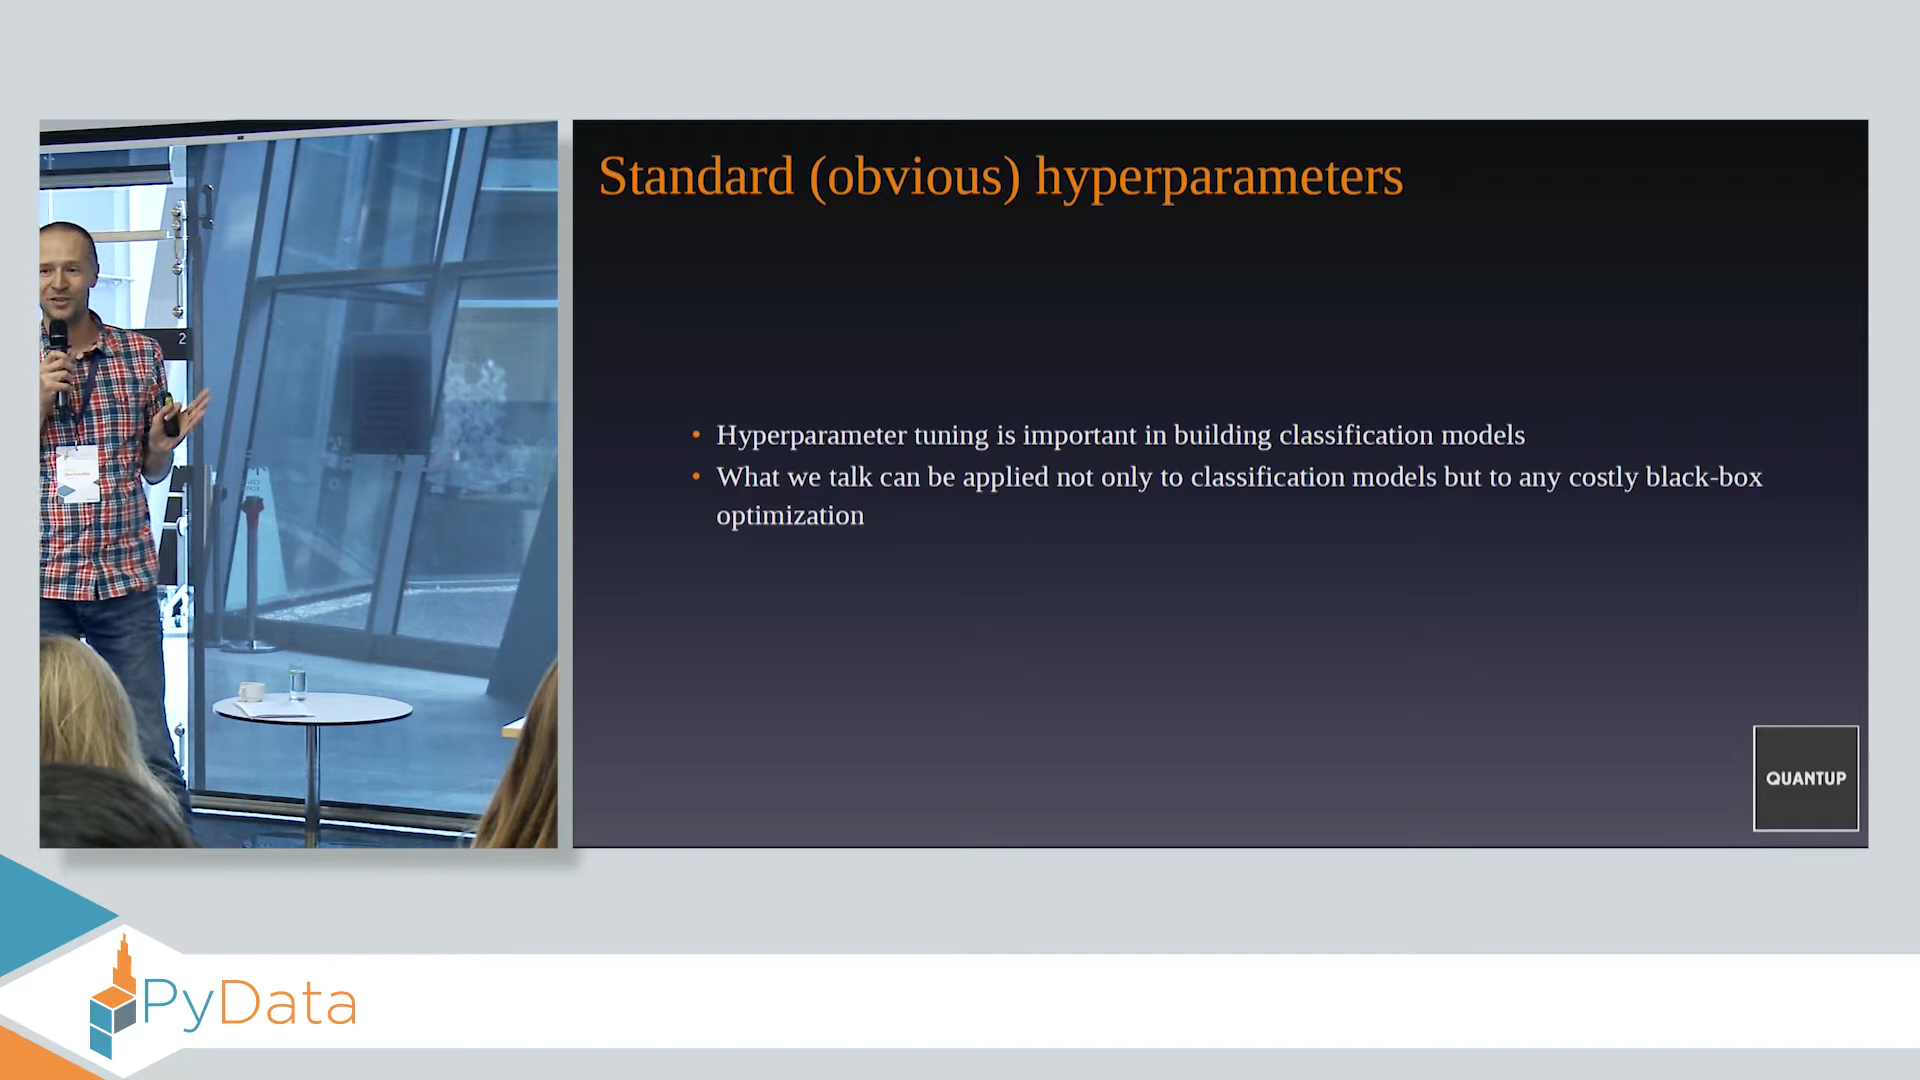 Standard (obvious) hyperparameters
• Hyperparameter tuning is important in building classification models
• What we talk can be applied not only to classification models but to any costly black-box
optimization
QUANTUP
2
PyData